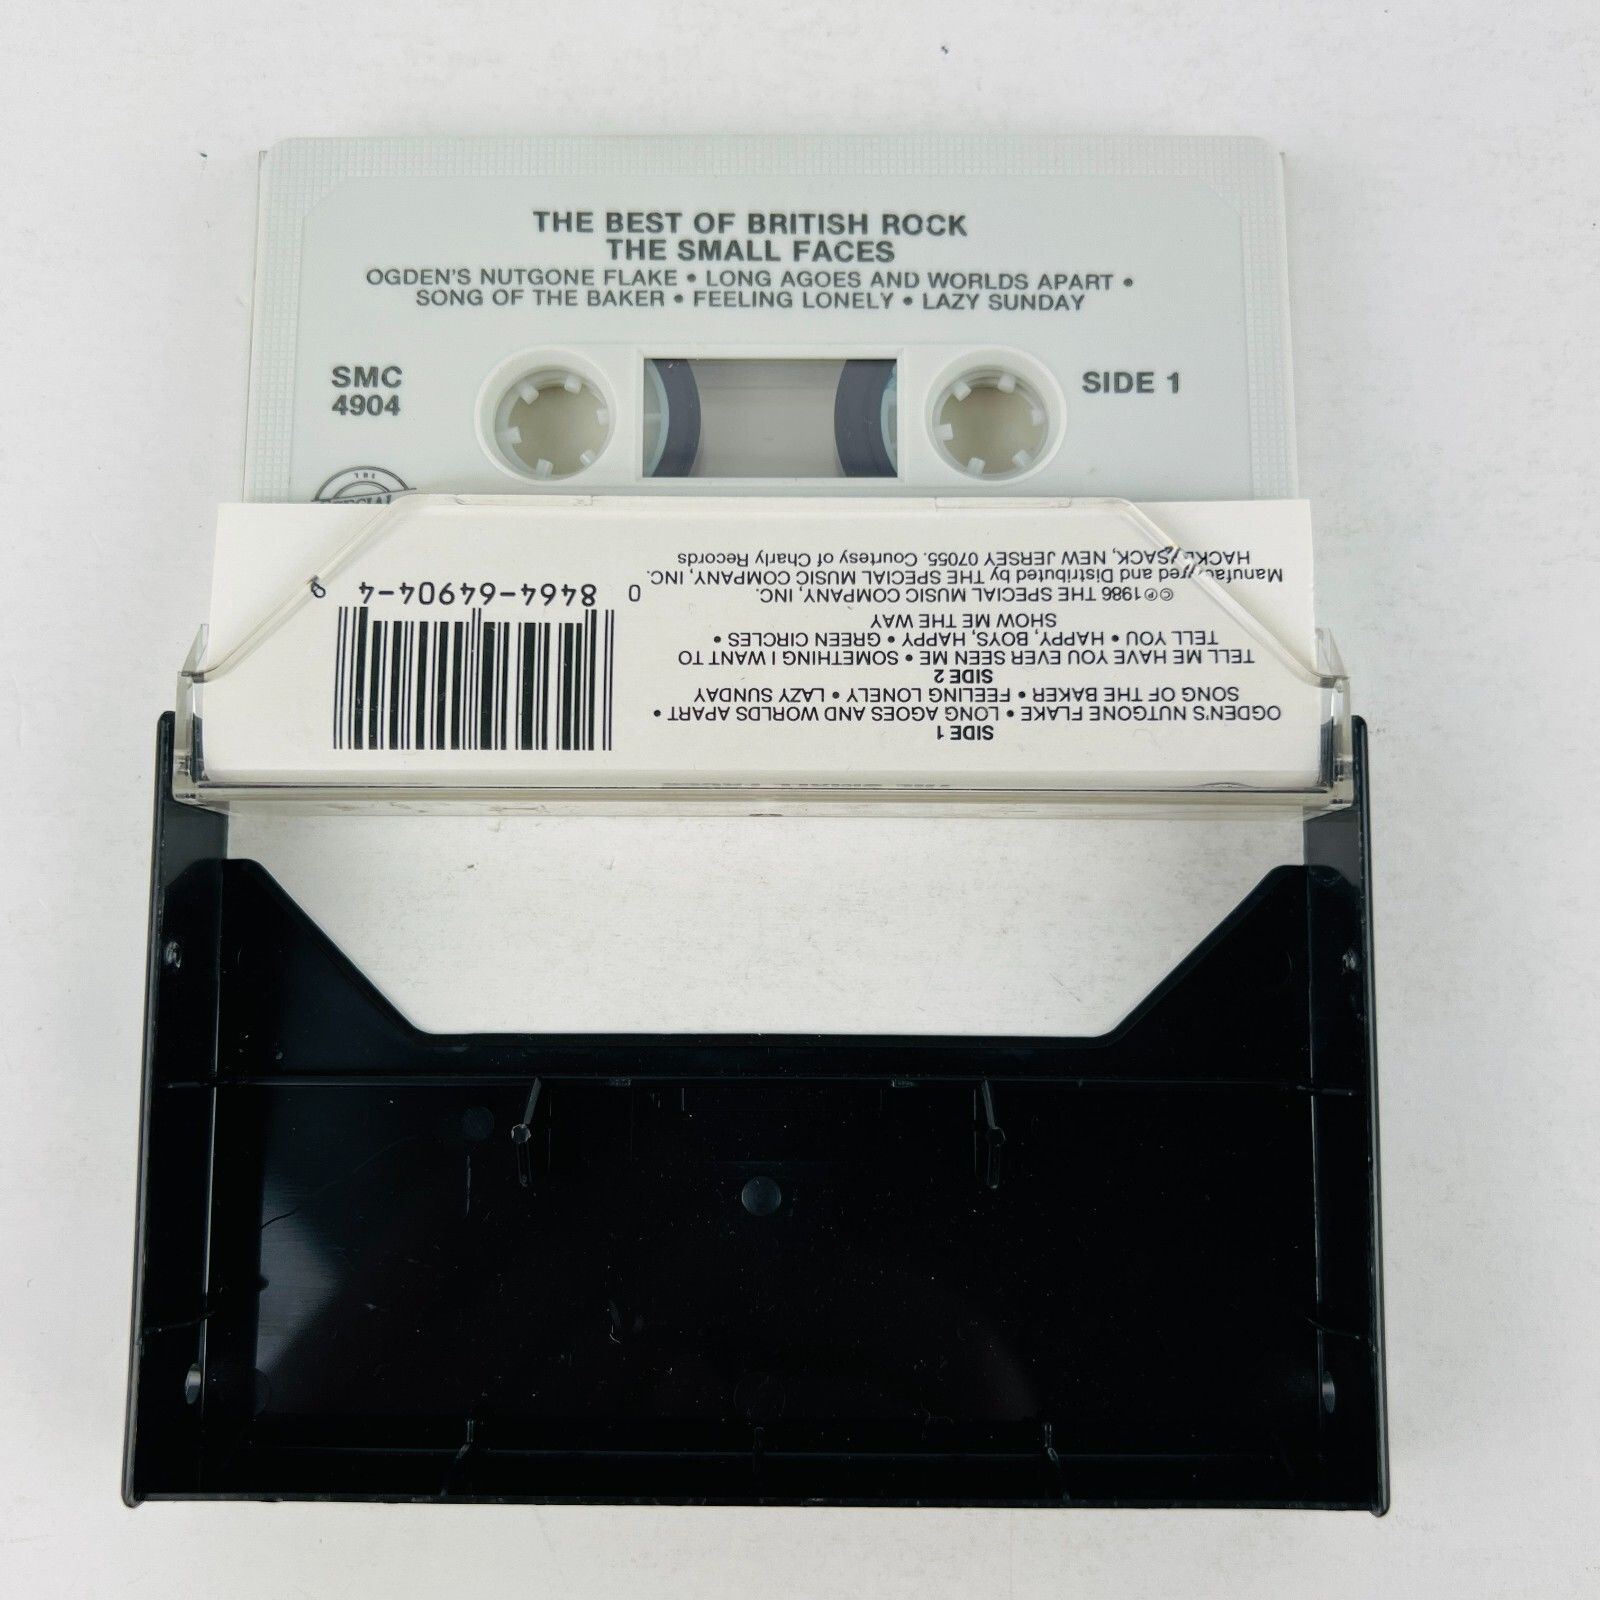 THE BEST OF BRITISH ROCK
THE SMALL FACES
OGDEN'S NUTGONE FLAKE • LONG AGOES AND WORLDS APART •
SONG OF THE BAKER • FEELING LONELY • LAZY SUNDAY
SMC
4904
SIDE 1
THE
SIDE 1
OGDEN'S NUTGONE FLAKE • LONG AGOES AND WORLDS APART •
SONG OF THE BAKER • FEELING LONELY • LAZY SUNDAY
SIDE 2
TELL ME HAVE YOU EVER SEEN ME • SOMETHING I WANT TO
TELL YOU • HAPPY, BOYS, HAPPY • GREEN CIRCLES •
SHOW ME THE WAY
©℗1986 THE SPECIAL MUSIC COMPANY, INC.
Manufactured and Distributed by THE SPECIAL MUSIC COMPANY, INC.
HACKENSACK, NEW JERSEY 07055. Courtesy of Charly Records
0 8464-64904-4 9